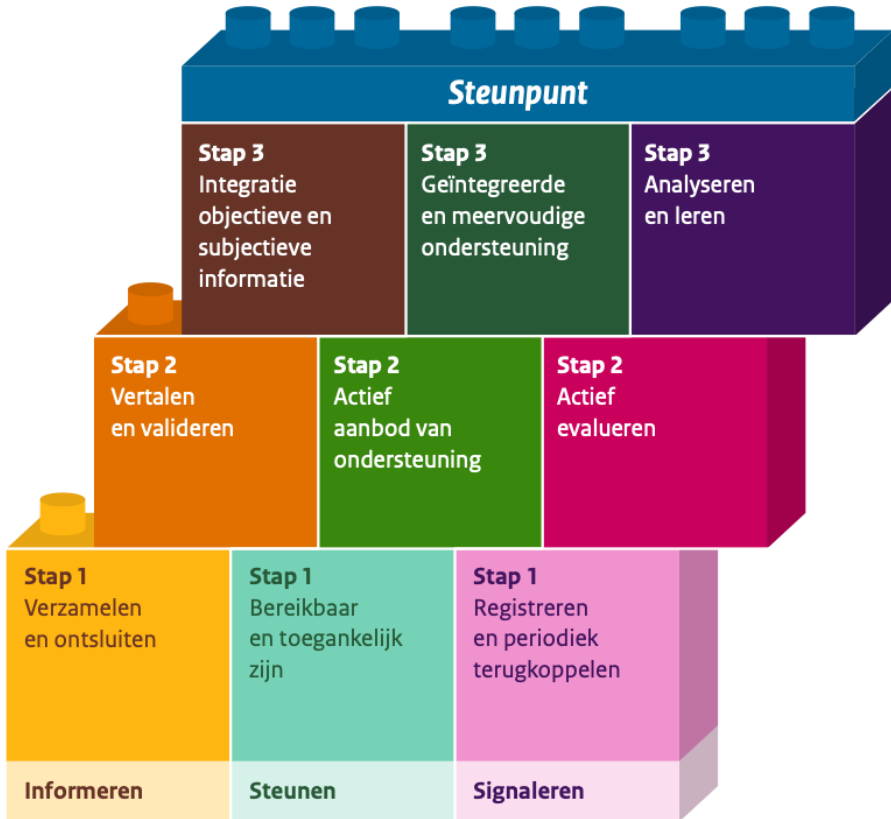 Steunpunt
Stap 3
Integratie
objectieve en
subjectieve
informatie
Stap 3
Geïntegreerde
en meervoudige
ondersteuning
Stap 3
Analyseren
en leren
Stap 2
Vertalen
en valideren
Stap 2
Actief
aanbod van
ondersteuning
Stap 2
Actief
evalueren
Stap 1
Verzamelen
en ontsluiten
Stap 1
Bereikbaar
en toegankelijk
zijn
Stap 1
Registreren
en periodiek
terugkoppelen
Informeren
Steunen
Signaleren